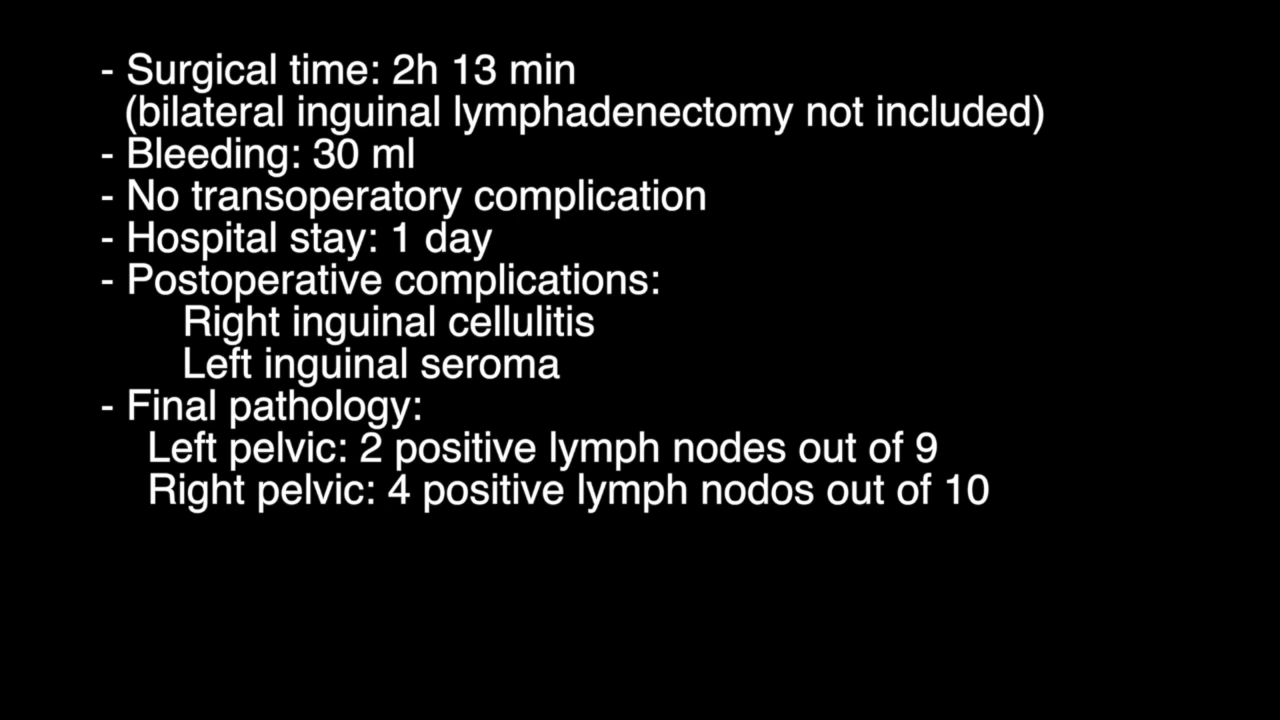 - Surgical time: 2h 13 min
(bilateral inguinal lymphadenectomy not included)
- Bleeding: 30 ml
- No transoperatory complication
- Hospital stay: 1 day
- Postoperative complications:
Right inguinal cellulitis
Left inguinal seroma
- Final pathology:
Left pelvic: 2 positive lymph nodes out of 9
Right pelvic: 4 positive lymph nodos out of 10